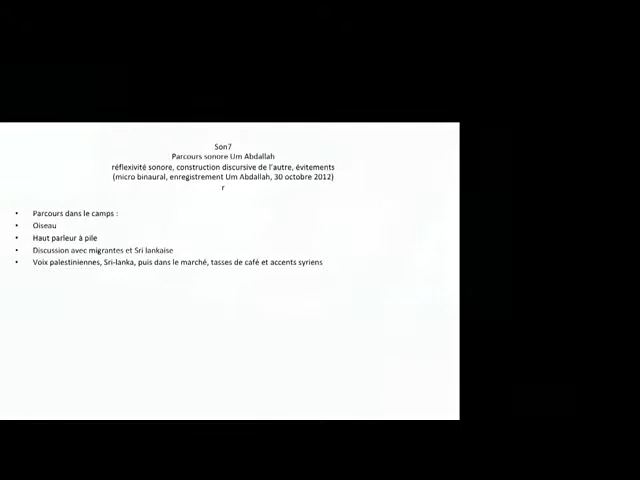 Son7
Parcours sonore Um Abdallah
réflexivité sonore, construction discursive de l'autre, évitements
(micro binaural, enregistrement Um Abdallah, 30 octobre 2012)
r
• Parcours dans le camps :
• Oiseau
• Haut parleur à pile
• Discussion avec migrantes et Sri lankaise
• Voix palestiniennes, Sri-lanka, puis dans le marché, tasses de café et accents syriens